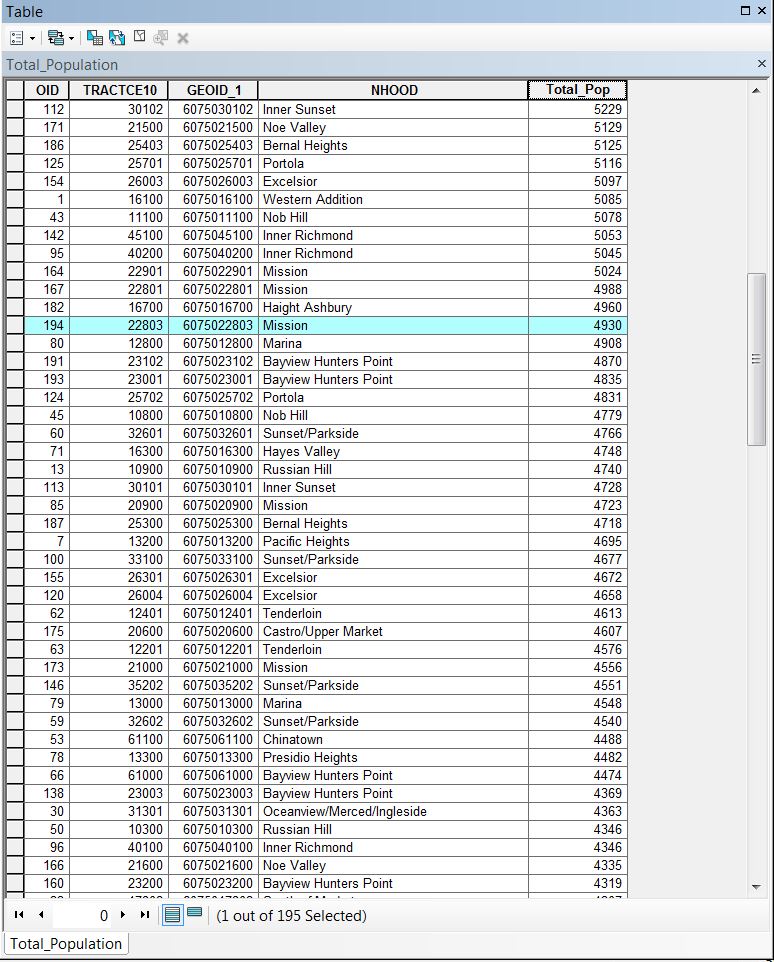 Table
Total_Population
OID TRACTCE10 GEOID_1 NHOOD Total_Pop
112 30102 6075030102 Inner Sunset 5229
171 21500 6075021500 Noe Valley 5129
186 25403 6075025403 Bernal Heights 5125
125 25701 6075025701 Portola 5116
154 26003 6075026003 Excelsior 5097
1 16100 6075016100 Western Addition 5085
43 11100 6075011100 Nob Hill 5078
142 45100 6075045100 Inner Richmond 5053
95 40200 6075040200 Inner Richmond 5045
164 22901 6075022901 Mission 5024
167 22801 6075022801 Mission 4988
182 16700 6075016700 Haight Ashbury 4960
194 22803 6075022803 Mission 4930
80 12800 6075012800 Marina 4908
191 23102 6075023102 Bayview Hunters Point 4870
193 23001 6075023001 Bayview Hunters Point 4835
124 25702 6075025702 Portola 4831
45 10800 6075010800 Nob Hill 4779
60 32601 6075032601 Sunset/Parkside 4766
71 16300 6075016300 Hayes Valley 4748
13 10900 6075010900 Russian Hill 4740
113 30101 6075030101 Inner Sunset 4728
85 20900 6075020900 Mission 4723
187 25300 6075025300 Bernal Heights 4718
7 13200 6075013200 Pacific Heights 4695
100 33100 6075033100 Sunset/Parkside 4677
155 26301 6075026301 Excelsior 4672
120 26004 6075026004 Excelsior 4658
62 12401 6075012401 Tenderloin 4613
175 20600 6075020600 Castro/Upper Market 4607
63 12201 6075012201 Tenderloin 4576
173 21000 6075021000 Mission 4556
146 35202 6075035202 Sunset/Parkside 4551
79 13000 6075013000 Marina 4548
59 32602 6075032602 Sunset/Parkside 4540
53 61100 6075061100 Chinatown 4488
78 13300 6075013300 Presidio Heights 4482
66 61000 6075061000 Bayview Hunters Point 4474
138 23003 6075023003 Bayview Hunters Point 4369
30 31301 6075031301 Oceanview/Merced/Ingleside 4363
50 10300 6075010300 Russian Hill 4346
96 40100 6075040100 Inner Richmond 4346
166 21600 6075021600 Noe Valley 4335
160 23200 6075023200 Bayview Hunters Point 4319
0 (1 out of 195 Selected)
Total_Population